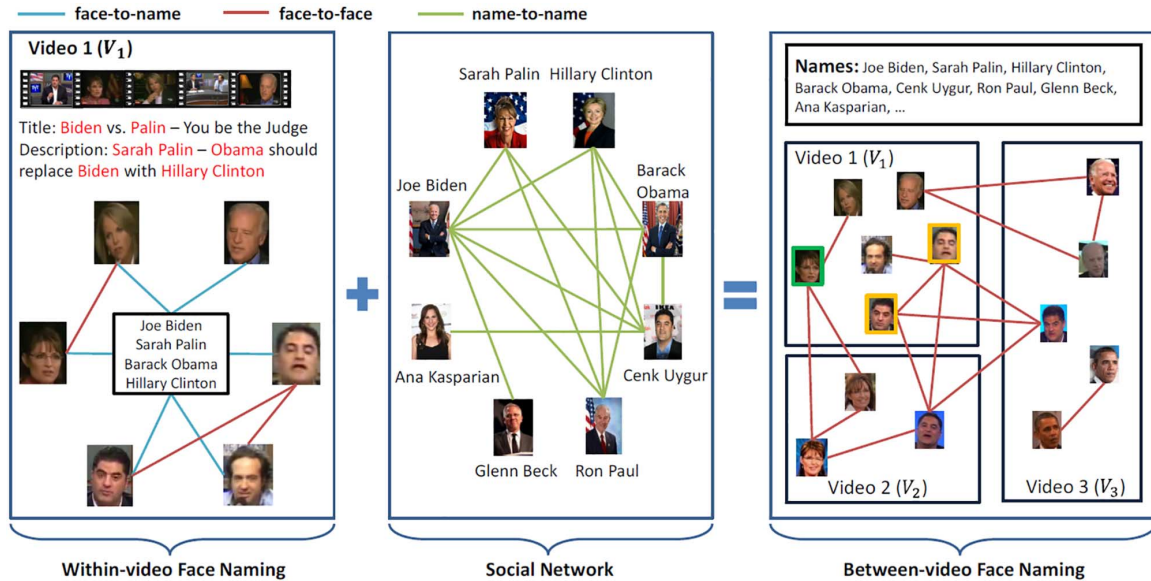 face-to-name face-to-face name-to-name
Video 1 (V₁)
Title: Biden vs. Palin – You be the Judge
Description: Sarah Palin – Obama should
replace Biden with Hillary Clinton
Joe Biden
Sarah Palin
Barack Obama
Hillary Clinton
Within-video Face Naming
+
Sarah Palin Hillary Clinton
Joe Biden
Barack
Obama
IKEA
Ana Kasparian
Cenk Uygur
Glenn Beck
Ron Paul
Social Network
=
Names: Joe Biden, Sarah Palin, Hillary Clinton,
Barack Obama, Cenk Uygur, Ron Paul, Glenn Beck,
Ana Kasparian, ...
Video 1 (V₁)
Video 2 (V₂)
Video 3 (V₃)
Between-video Face Naming